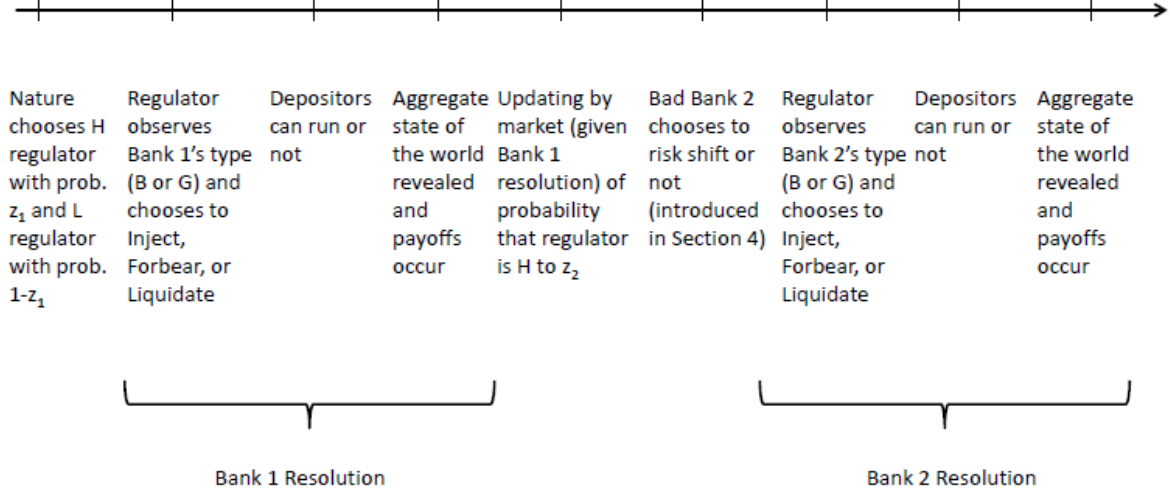 Nature
chooses H
regulator
with prob.
z₁ and L
regulator
with prob.
1-z₁
Regulator
observes
Bank 1’s type
(B or G) and
chooses to
Inject,
Forbear, or
Liquidate
Depositors
can run or
not
Aggregate
state of
the world
revealed
and
payoffs
occur
Updating by
market (given
Bank 1
resolution) of
probability
that regulator
is H to z₂
Bad Bank 2
chooses to
risk shift or
not
(introduced
in Section 4)
Regulator
observes
Bank 2’s type
(B or G) and
chooses to
Inject,
Forbear, or
Liquidate
Depositors
can run or
not
Aggregate
state of
the world
revealed
and
payoffs
occur
Bank 1 Resolution
Bank 2 Resolution